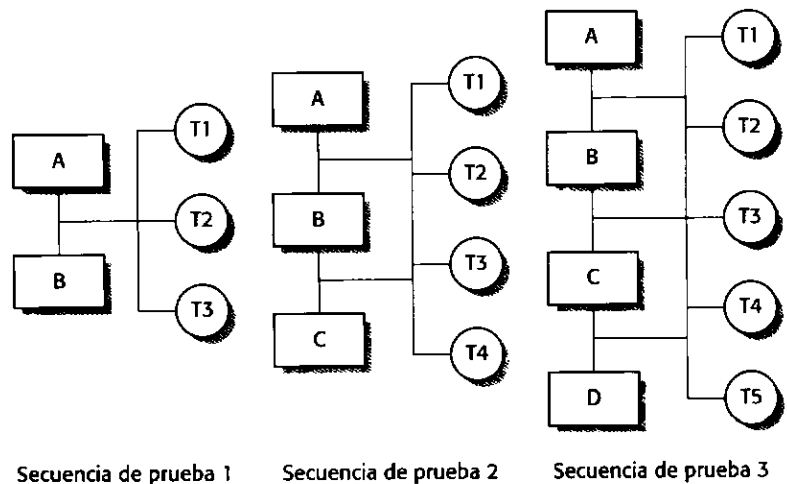 A
B
T1
T2
T3
Secuencia de prueba 1
A
B
C
T1
T2
T3
T4
Secuencia de prueba 2
A
B
C
D
T1
T2
T3
T4
T5
Secuencia de prueba 3